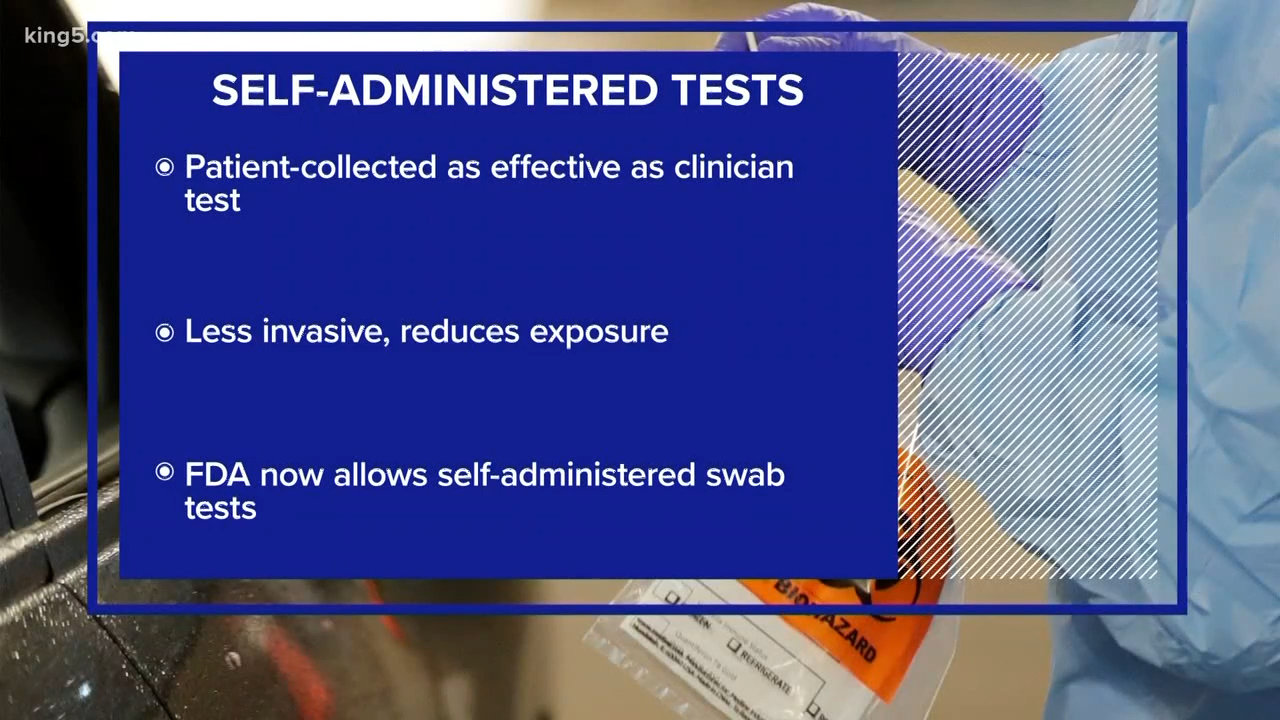 king5.com
SELF-ADMINISTERED TESTS
Patient-collected as effective as clinician
test
Less invasive, reduces exposure
FDA now allows self-administered swab
tests
BIOHAZARD
REFRIGERATE